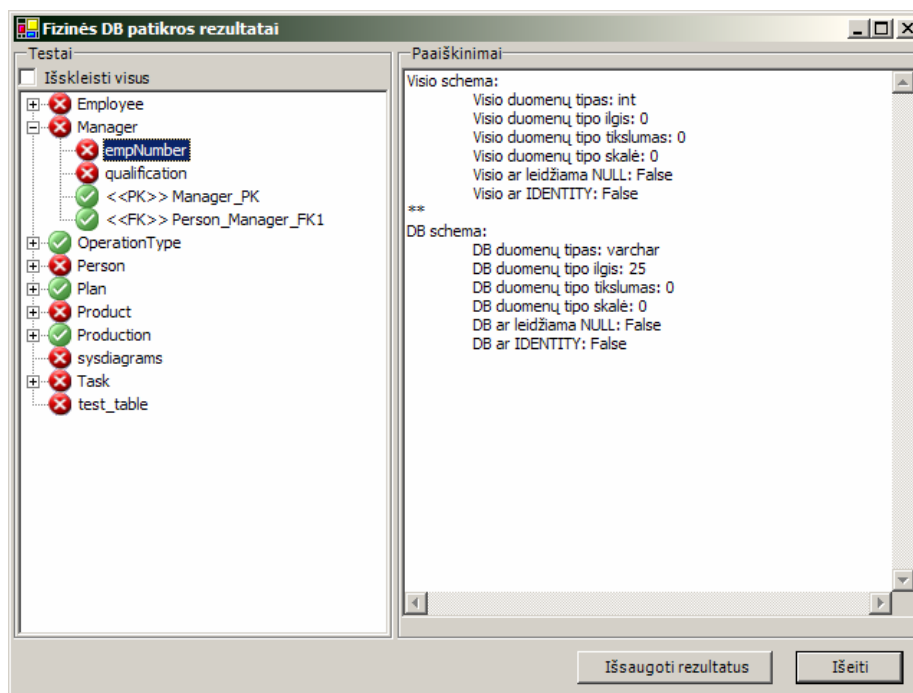 Fizinės DB patikros rezultatai
Testai
Išskleisti visus
Employee
Manager
empNumber
qualification
<<PK>> Manager_PK
<<FK>> Person_Manager_FK1
OperationType
Person
Plan
Product
Production
sysdiagrams
Task
test_table
Paaiškinimai
Visio schema:
Visio duomenų tipas: int
Visio duomenų tipo ilgis: 0
Visio duomenų tipo tikslumas: 0
Visio duomenų tipo skalė: 0
Visio ar leidžiama NULL: False
Visio ar IDENTITY: False
**
DB schema:
DB duomenų tipas: varchar
DB duomenų tipo ilgis: 25
DB duomenų tipo tikslumas: 0
DB duomenų tipo skalė: 0
DB ar leidžiama NULL: False
DB ar IDENTITY: False
Išsaugoti rezultatus
Išeiti